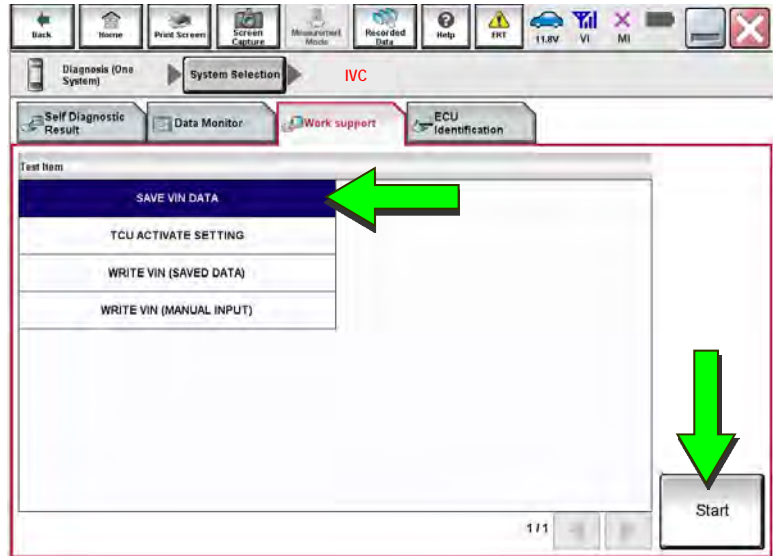 Back
Home
Print Screen
Screen
Capture
Measurement
Mode
Recorded
Data
Help
ERT
11.8V
VI
MI
Diagnosis (One
System)
System Selection
IVC
Self Diagnostic
Result
Data Monitor
Work support
ECU
Identification
Test Item
SAVE VIN DATA
TCU ACTIVATE SETTING
WRITE VIN (SAVED DATA)
WRITE VIN (MANUAL INPUT)
1/1
Start